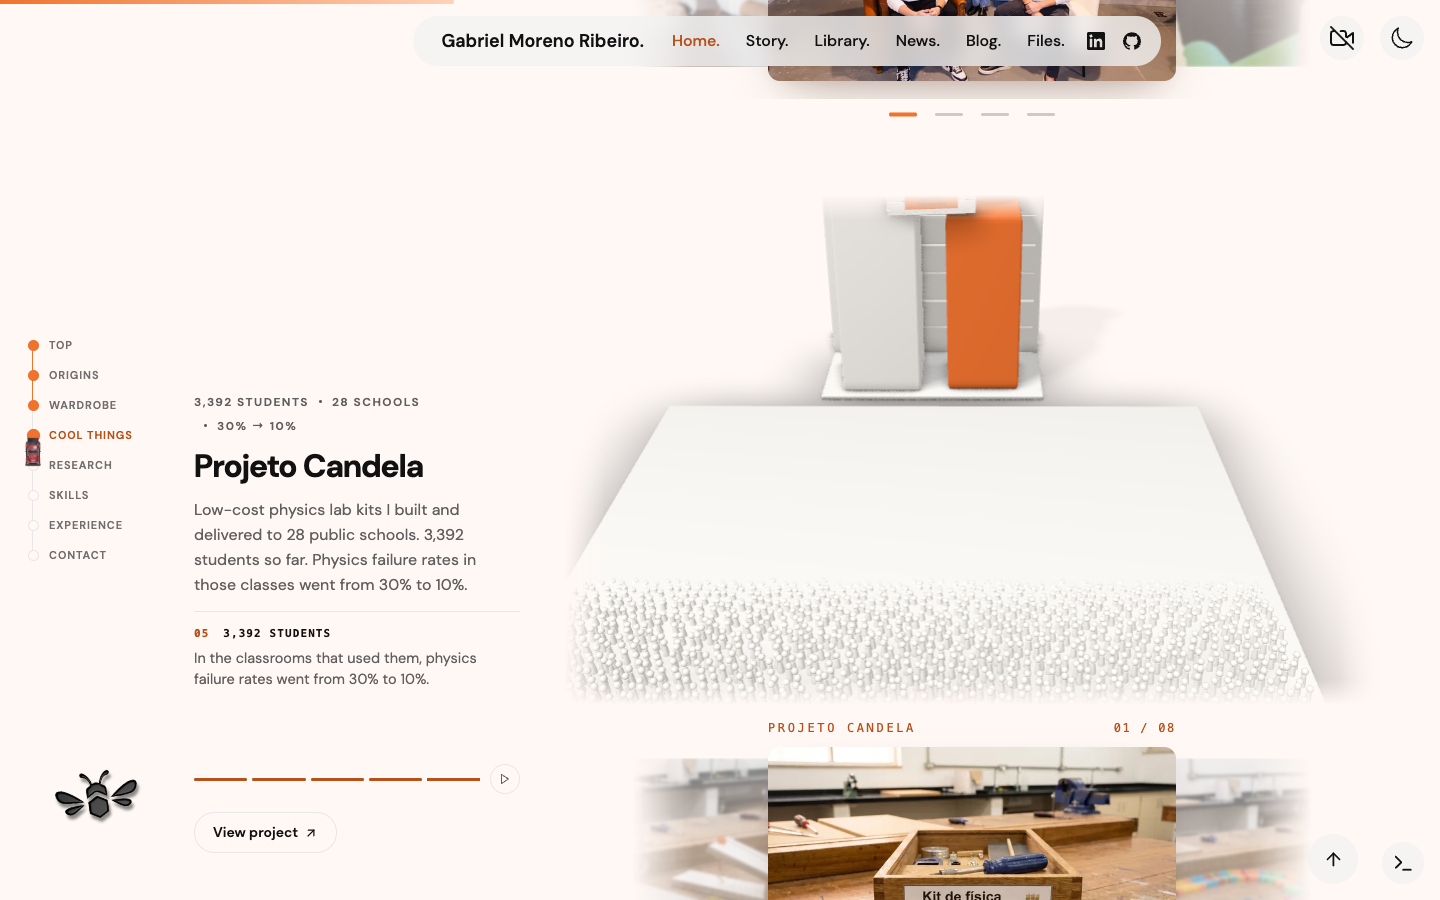 Gabriel Moreno Ribeiro.
Home.
Story.
Library.
News.
Blog.
Files.
TOP
ORIGINS
WARDROBE
COOL THINGS
RESEARCH
SKILLS
EXPERIENCE
CONTACT
3,392 STUDENTS • 28 SCHOOLS
• 30% → 10%
Projeto Candela
Low-cost physics lab kits I built and
delivered to 28 public schools. 3,392
students so far. Physics failure rates in
those classes went from 30% to 10%.
05 3,392 STUDENTS
In the classrooms that used them, physics
failure rates went from 30% to 10%.
View project ↗
PROJETO CANDELA
01 / 08
Kit de física